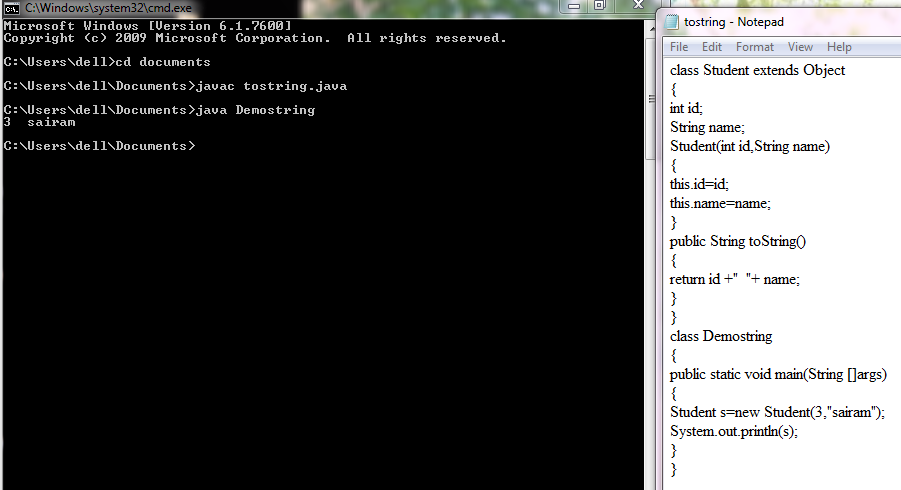 C:\Windows\system32\cmd.exe
Microsoft Windows [Version 6.1.7600]
Copyright (c) 2009 Microsoft Corporation.  All rights reserved.
C:\Users\dell>cd documents
C:\Users\dell\Documents>javac tostring.java
C:\Users\dell\Documents>java Demostring
3  sairam
C:\Users\dell\Documents>
tostring - Notepad
File Edit Format View Help
class Student extends Object
{
int id;
String name;
Student(int id,String name)
{
this.id=id;
this.name=name;
}
public String toString()
{
return id +"  "+ name;
}
}
class Demostring
{
public static void main(String []args)
{
Student s=new Student(3,"sairam");
System.out.println(s);
}
}